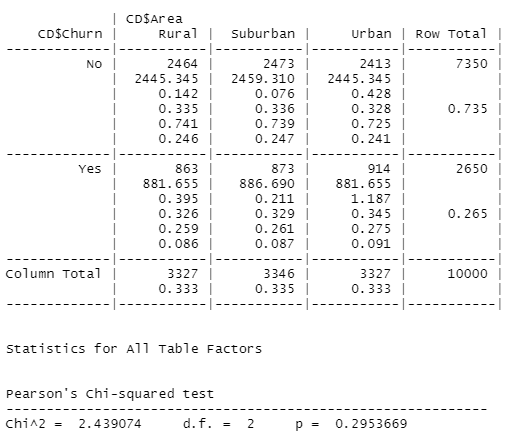 | CD$Area
    CD$Churn |     Rural |  Suburban |     Urban | Row Total |
-------------|-----------|-----------|-----------|-----------|
          No |      2464 |      2473 |      2413 |      7350 |
             |  2445.345 |  2459.310 |  2445.345 |           |
             |     0.142 |     0.076 |     0.428 |           |
             |     0.335 |     0.336 |     0.328 |     0.735 |
             |     0.741 |     0.739 |     0.725 |           |
             |     0.246 |     0.247 |     0.241 |           |
-------------|-----------|-----------|-----------|-----------|
         Yes |       863 |       873 |       914 |      2650 |
             |   881.655 |   886.690 |   881.655 |           |
             |     0.395 |     0.211 |     1.187 |           |
             |     0.326 |     0.329 |     0.345 |     0.265 |
             |     0.259 |     0.261 |     0.275 |           |
             |     0.086 |     0.087 |     0.091 |           |
-------------|-----------|-----------|-----------|-----------|
Column Total |      3327 |      3346 |      3327 |     10000 |
             |     0.333 |     0.335 |     0.333 |           |
-------------|-----------|-----------|-----------|-----------|
Statistics for All Table Factors
Pearson's Chi-squared test
------------------------------------------------------------
Chi^2 =  2.439074     d.f. =  2     p =  0.2953669